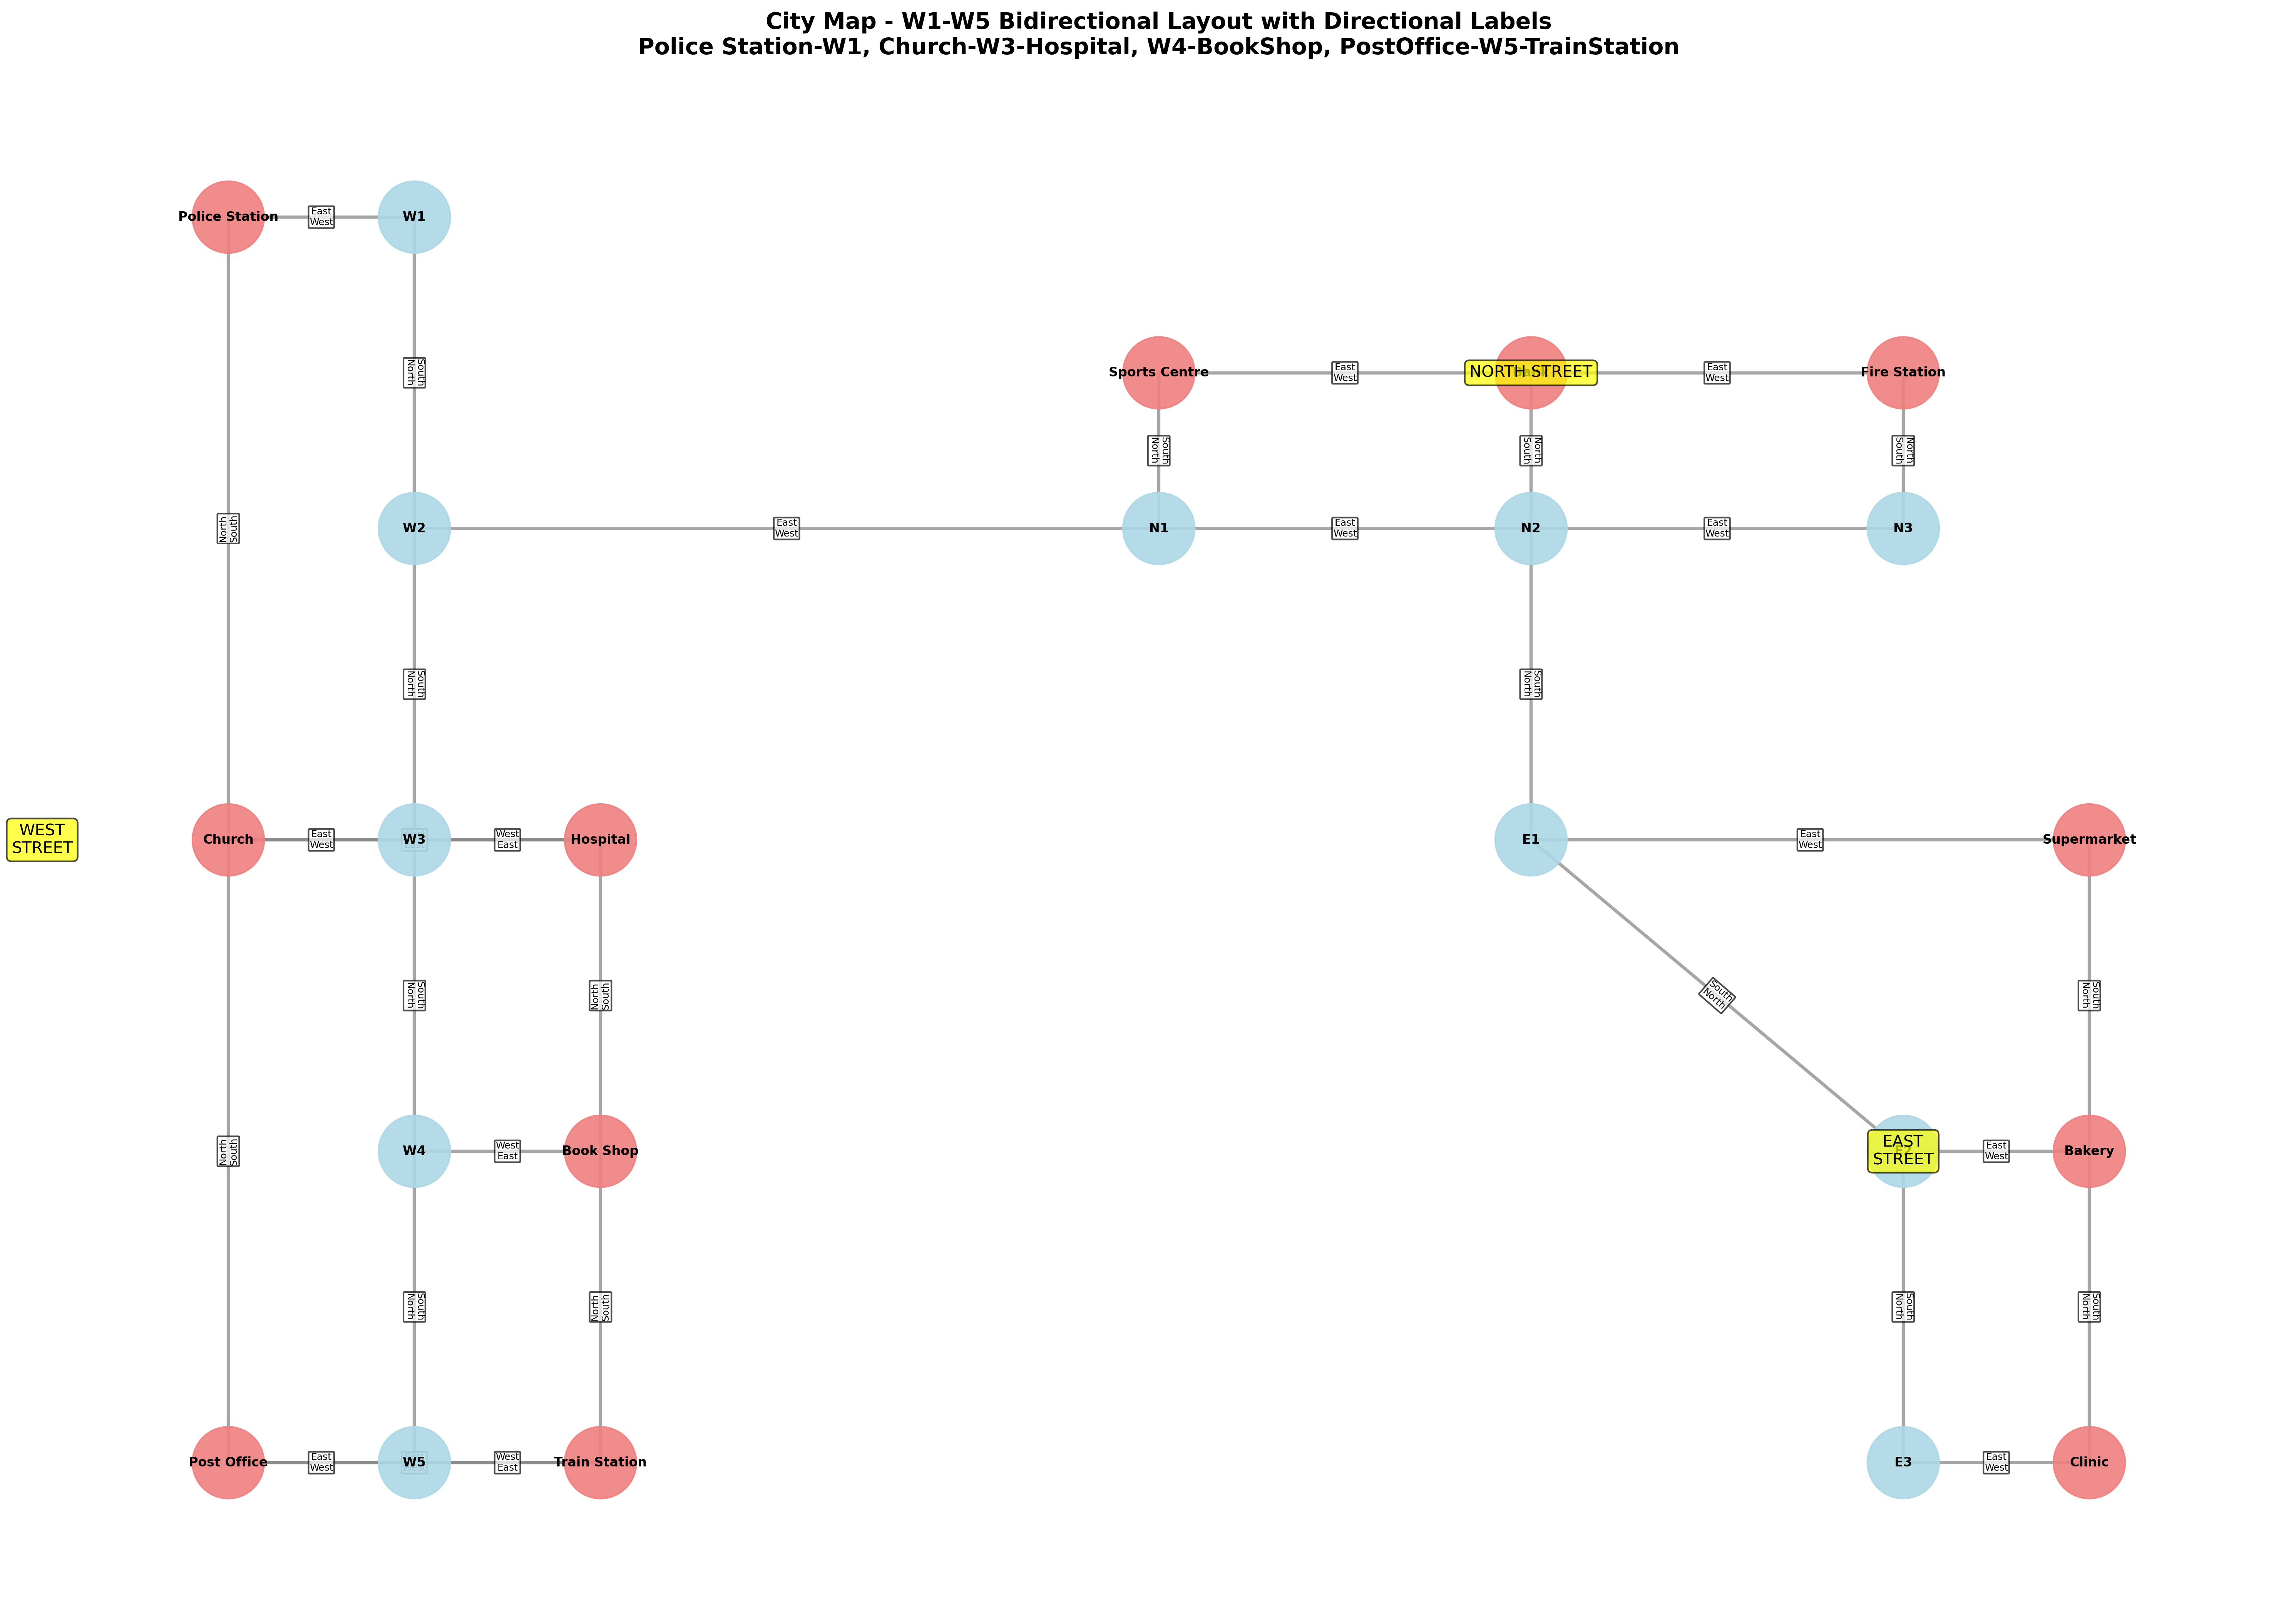 City Map - W1-W5 Bidirectional Layout with Directional Labels
Police Station-W1, Church-W3-Hospital, W4-BookShop, PostOffice-W5-TrainStation
Police Station
East
West
W1
South
North
Sports Centre
East
West
NORTH STREET
East
West
Fire Station
South
North
North
South
North
South
North
South
W2
East
West
N1
East
West
N2
East
West
N3
South
North
South
North
WEST
STREET
Church
East
West
W3
West
East
Hospital
E1
East
West
Supermarket
South
North
North
South
South
North
South
North
North
South
W4
West
East
Book Shop
EAST
STREET
East
West
Bakery
South
North
North
South
South
North
South
North
Post Office
East
West
W5
West
East
Train Station
E3
East
West
Clinic